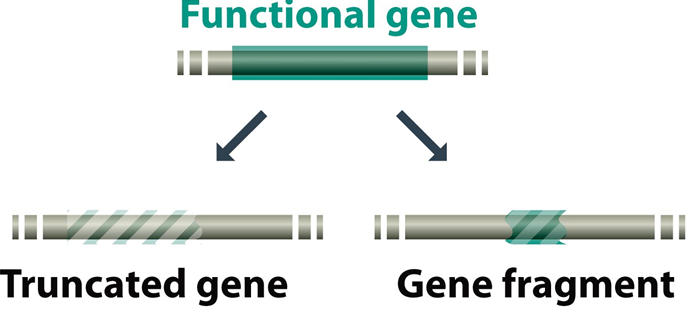 Functional gene
Truncated gene
Gene fragment